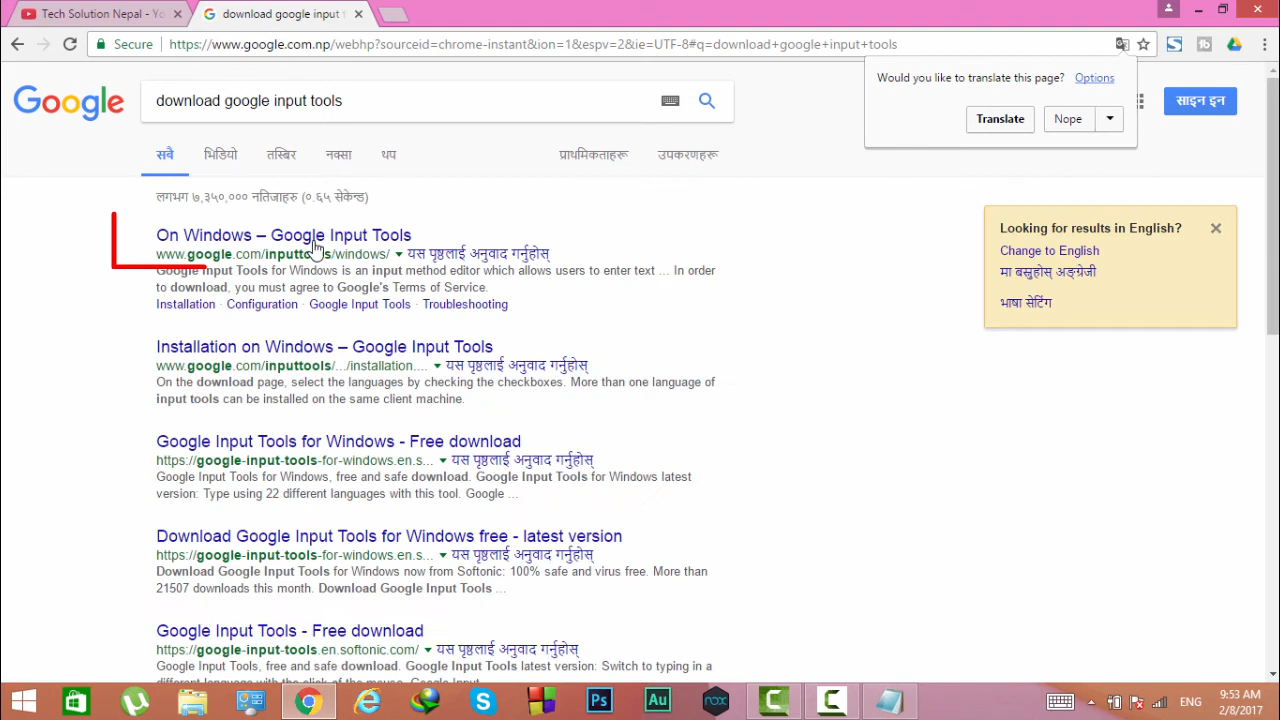 Tech Solution Nepal - Yo
download google input t
Secure
https://www.google.com.np/webhp?sourceid=chrome-instant&ion=1&espv=2&ie=UTF-8#q=download+google+input+tools
Would you like to translate this page? Options
Translate
Nope
Google
download google input tools
साइन इन
सबै
भिडियो
तस्बिर
नक्सा
थप
प्राथमिकताहरू
उपकरणहरू
लगभग ७,३५०,००० नतिजाहरु (०.६५ सेकेन्ड)
On Windows – Google Input Tools
www.google.com/inputtools/windows/ यस पृष्ठलाई अनुवाद गर्नुहोस्
Google Input Tools for Windows is an input method editor which allows users to enter text ... In order
to download, you must agree to Google's Terms of Service.
Installation · Configuration · Google Input Tools · Troubleshooting
Looking for results in English?
Change to English
मा बस्नुहोस् अङ्ग्रेजी
भाषा सेटिंग
Installation on Windows – Google Input Tools
www.google.com/inputtools/.../installation.... यस पृष्ठलाई अनुवाद गर्नुहोस्
On the download page, select the languages by checking the checkboxes. More than one language of
input tools can be installed on the same client machine.
Google Input Tools for Windows - Free download
https://google-input-tools-for-windows.en.s... यस पृष्ठलाई अनुवाद गर्नुहोस्
Google Input Tools for Windows, free and safe download. Google Input Tools for Windows latest
version: Type using 22 different languages with this tool. Google ...
Download Google Input Tools for Windows free - latest version
https://google-input-tools-for-windows.en.s... यस पृष्ठलाई अनुवाद गर्नुहोस्
Download Google Input Tools for Windows now from Softonic: 100% safe and virus free. More than
21507 downloads this month. Download Google Input Tools ...
Google Input Tools - Free download
https://google-input-tools.en.softonic.com/ यस पृष्ठलाई अनुवाद गर्नुहोस्
Google Input Tools, free and safe download. Google Input Tools latest version: Switch to typing in a
different language with the click of the mouse. Google Input
Ps
Au
nox
ENG
9:53 AM
2/8/2017